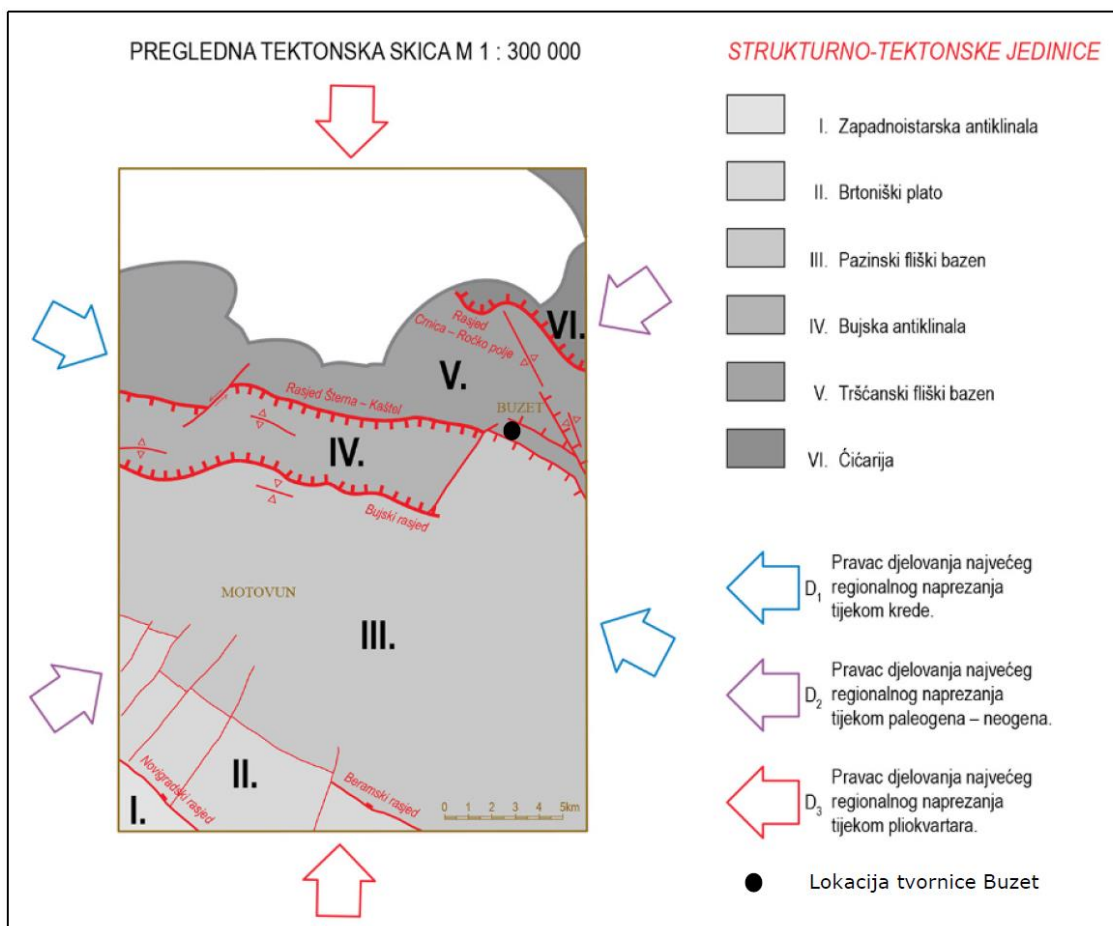 PREGLEDNA TEKTONSKA SKICA M 1 : 300 000
STRUKTURNO-TEKTONSKE JEDINICE
I. Zapadnoistarska antiklinala
II. Brtoniški plato
III. Pazinski fliški bazen
IV. Bujska antiklinala
V. Tršćanski fliški bazen
VI. Ćićarija
D1 Pravac djelovanja najvećeg
regionalnog naprezanja
tijekom krede.
D2 Pravac djelovanja najvećeg
regionalnog naprezanja
tijekom paleogena – neogena.
D3 Pravac djelovanja najvećeg
regionalnog naprezanja
tijekom pliokvartara.
Lokacija tvornice Buzet
VI.
Rasjed
Crnica – Ročko polje
V.
Rasjed Šterna – Kaštel
BUZET
IV.
Bujski rasjed
MOTOVUN
III.
II.
Novigradski rasjed
Beramski rasjed
I.
0 1 2 3 4 5km